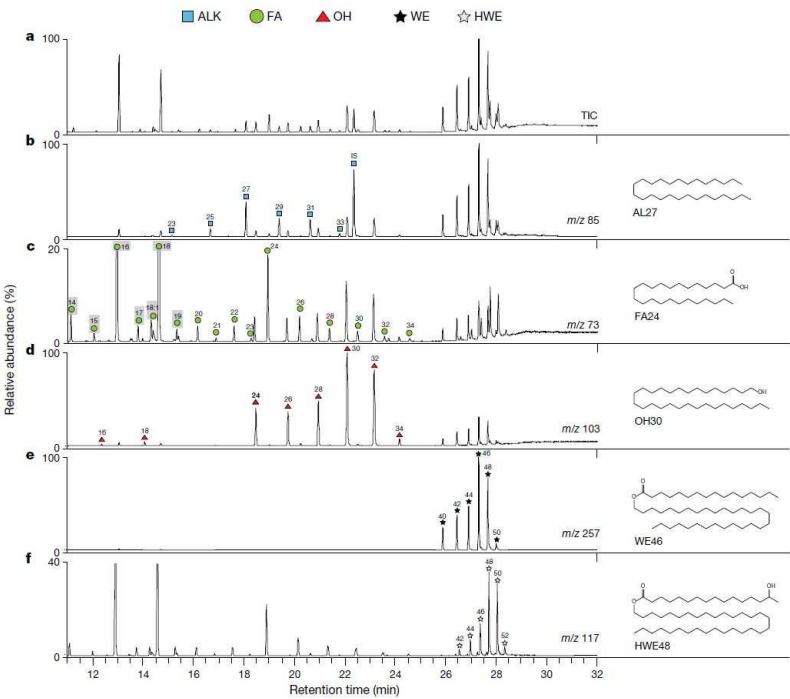 ALK FA OH WE HWE
a
100
TIC
0
b
100
IS
27
29
31
25
23
33
m/z 85
0
AL27
c
20
16
18
24
14
18:1
17
26
20
22
28
19
30
15
21
23
32
34
m/z 73
0
O
OH
FA24
d
100
30
32
28
24
26
16
18
34
m/z 103
0
OH
OH30
e
100
46
48
44
42
40
50
m/z 257
0
O
O
WE46
f
40
48
50
46
44
42
52
m/z 117
0
O
OH
O
HWE48
12 14 16 18 20 22 24 26 28 30 32
Retention time (min)
Relative abundance (%)